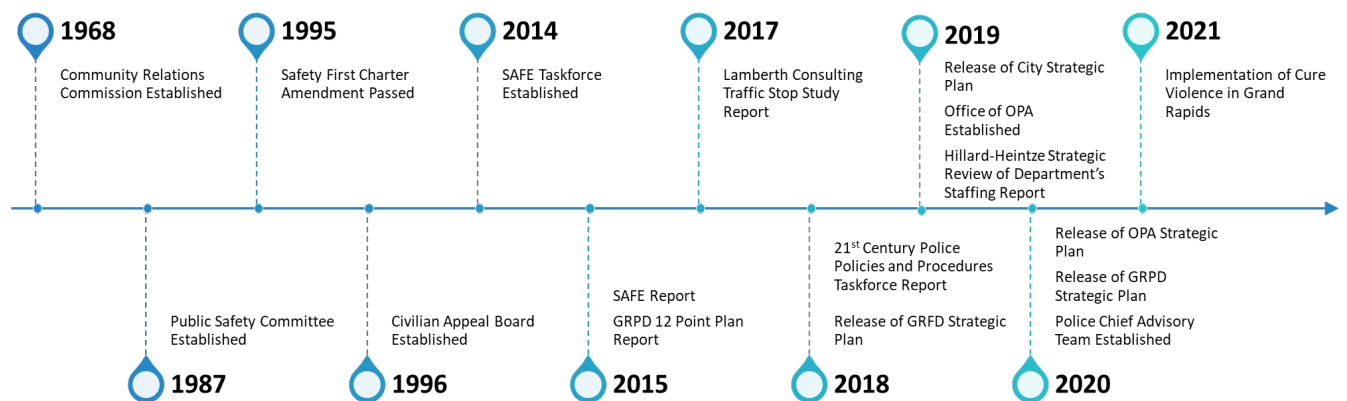 1968
Community Relations
Commission Established
1995
Safety First Charter
Amendment Passed
2014
SAFE Taskforce
Established
2017
Lamberth Consulting
Traffic Stop Study
Report
2019
Release of City Strategic
Plan
Office of OPA
Established
Hillard-Heintze Strategic
Review of Department's
Staffing Report
2021
Implementation of Cure
Violence in Grand
Rapids
Public Safety Committee
Established
1987
Civilian Appeal Board
Established
1996
SAFE Report
GRPD 12 Point Plan
Report
2015
21st Century Police
Policies and Procedures
Taskforce Report
Release of GRFD Strategic
Plan
2018
Release of OPA Strategic
Plan
Release of GRPD
Strategic Plan
Police Chief Advisory
Team Established
2020